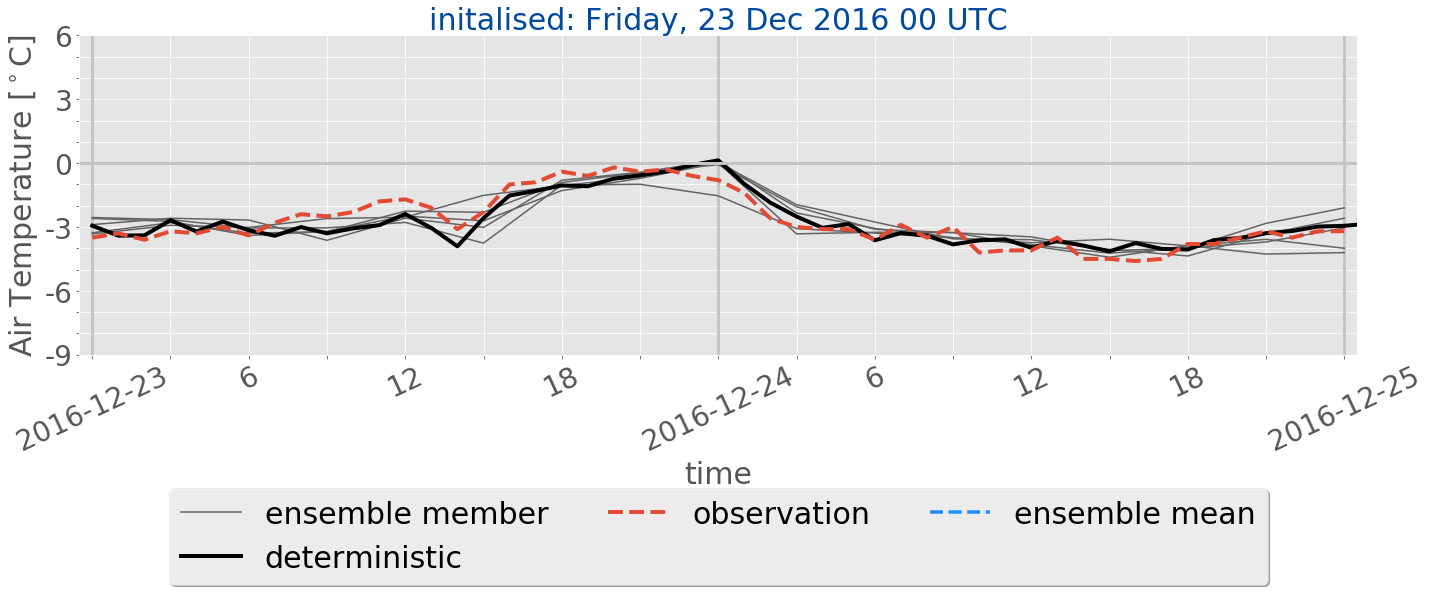 initalised: Friday, 23 Dec 2016 00 UTC
Air Temperature [°C]
6
3
0
-3
-6
-9
2016-12-23 6 12 18 2016-12-24 6 12 18 2016-12-25
time
ensemble member observation ensemble mean
deterministic